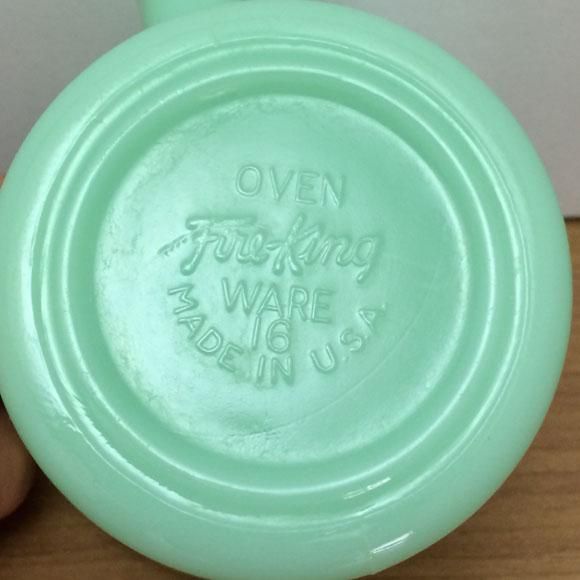 OVEN
Fire-King
WARE
16
MADE IN U.S.A.